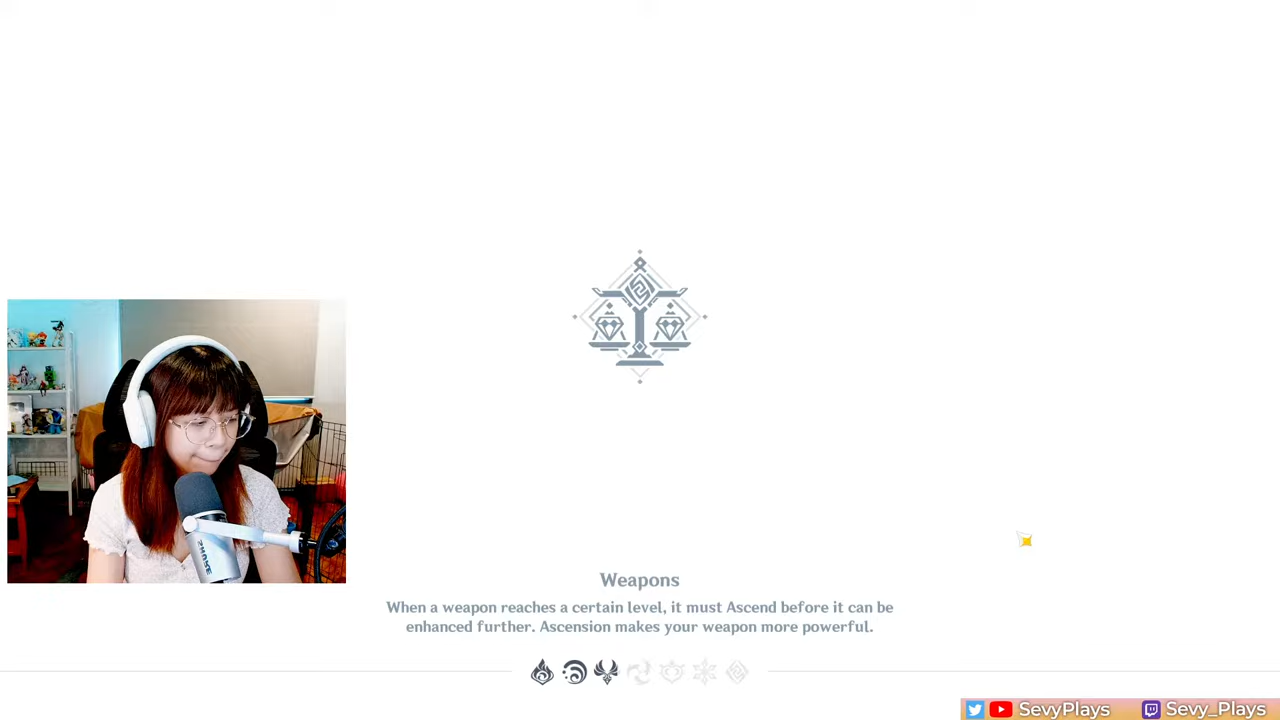 Weapons
When a weapon reaches a certain level, it must Ascend before it can be
enhanced further. Ascension makes your weapon more powerful.
SevyPlays
Sevy_Plays